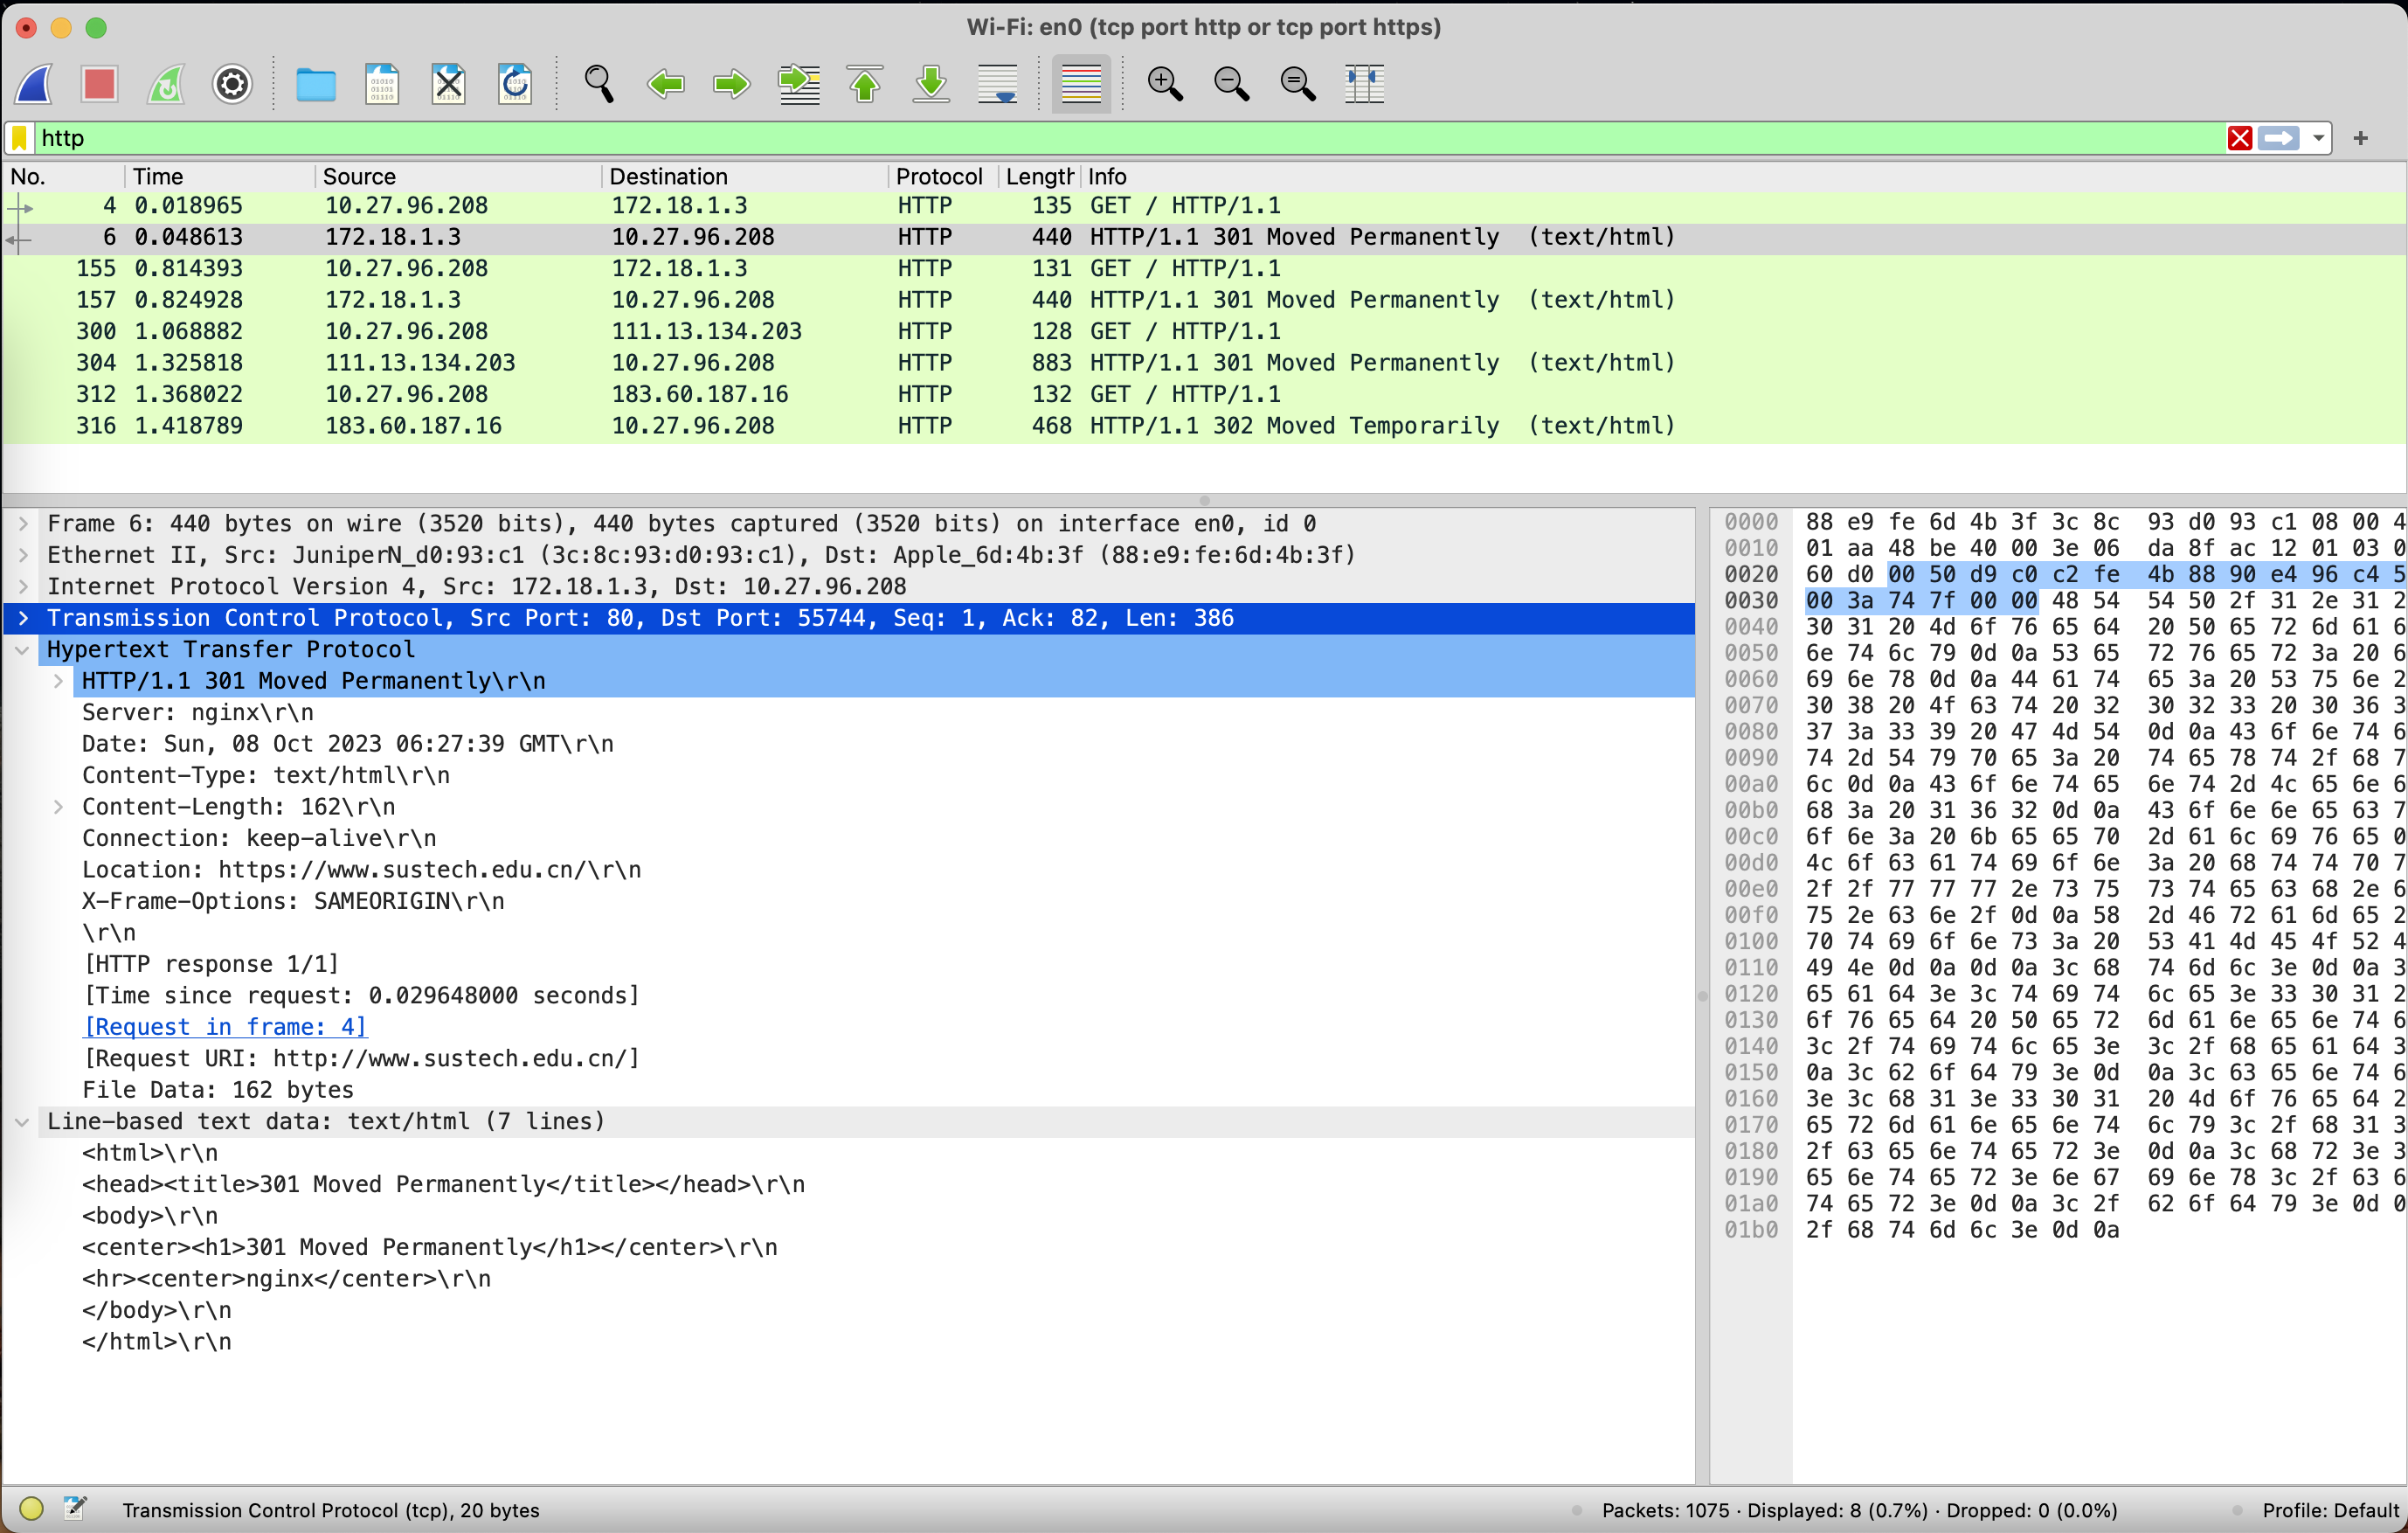 Wi-Fi: en0 (tcp port http or tcp port https)
http
No. Time Source Destination Protocol Length Info
4 0.018965 10.27.96.208 172.18.1.3 HTTP 135 GET / HTTP/1.1
6 0.048613 172.18.1.3 10.27.96.208 HTTP 440 HTTP/1.1 301 Moved Permanently (text/html)
155 0.814393 10.27.96.208 172.18.1.3 HTTP 131 GET / HTTP/1.1
157 0.824928 172.18.1.3 10.27.96.208 HTTP 440 HTTP/1.1 301 Moved Permanently (text/html)
300 1.068882 10.27.96.208 111.13.134.203 HTTP 128 GET / HTTP/1.1
304 1.325818 111.13.134.203 10.27.96.208 HTTP 883 HTTP/1.1 301 Moved Permanently (text/html)
312 1.368022 10.27.96.208 183.60.187.16 HTTP 132 GET / HTTP/1.1
316 1.418789 183.60.187.16 10.27.96.208 HTTP 468 HTTP/1.1 302 Moved Temporarily (text/html)
Frame 6: 440 bytes on wire (3520 bits), 440 bytes captured (3520 bits) on interface en0, id 0
Ethernet II, Src: JuniperN_d0:93:c1 (3c:8c:93:d0:93:c1), Dst: Apple_6d:4b:3f (88:e9:fe:6d:4b:3f)
Internet Protocol Version 4, Src: 172.18.1.3, Dst: 10.27.96.208
Transmission Control Protocol, Src Port: 80, Dst Port: 55744, Seq: 1, Ack: 82, Len: 386
Hypertext Transfer Protocol
HTTP/1.1 301 Moved Permanently\r\n
Server: nginx\r\n
Date: Sun, 08 Oct 2023 06:27:39 GMT\r\n
Content-Type: text/html\r\n
Content-Length: 162\r\n
Connection: keep-alive\r\n
Location: https://www.sustech.edu.cn/\r\n
X-Frame-Options: SAMEORIGIN\r\n
\r\n
[HTTP response 1/1]
[Time since request: 0.029648000 seconds]
[Request in frame: 4]
[Request URI: http://www.sustech.edu.cn/]
File Data: 162 bytes
Line-based text data: text/html (7 lines)
<html>\r\n
<head><title>301 Moved Permanently</title></head>\r\n
<body>\r\n
<center><h1>301 Moved Permanently</h1></center>\r\n
<hr><center>nginx</center>\r\n
</body>\r\n
</html>\r\n
0000 88 e9 fe 6d 4b 3f 3c 8c 93 d0 93 c1 08 00 4
0010 01 aa 48 be 40 00 3e 06 da 8f ac 12 01 03 0
0020 60 d0 00 50 d9 c0 c2 fe 4b 88 90 e4 96 c4 5
0030 00 3a 74 7f 00 00 48 54 54 50 2f 31 2e 31 2
0040 30 31 20 4d 6f 76 65 64 20 50 65 72 6d 61 6
0050 6e 74 6c 79 0d 0a 53 65 72 76 65 72 3a 20 6
0060 69 6e 78 0d 0a 44 61 74 65 3a 20 53 75 6e 2
0070 30 38 20 4f 63 74 20 32 30 32 33 20 30 36 3
0080 37 3a 33 39 20 47 4d 54 0d 0a 43 6f 6e 74 6
0090 74 2d 54 79 70 65 3a 20 74 65 78 74 2f 68 7
00a0 6c 0d 0a 43 6f 6e 74 65 6e 74 2d 4c 65 6e 6
00b0 68 3a 20 31 36 32 0d 0a 43 6f 6e 6e 65 63 7
00c0 6f 6e 3a 20 6b 65 65 70 2d 61 6c 69 76 65 0
00d0 4c 6f 63 61 74 69 6f 6e 3a 20 68 74 74 70 7
00e0 2f 2f 77 77 77 2e 73 75 73 74 65 63 68 2e 6
00f0 75 2e 63 6e 2f 0d 0a 58 2d 46 72 61 6d 65 2
0100 70 74 69 6f 6e 73 3a 20 53 41 4d 45 4f 52 4
0110 49 4e 0d 0a 0d 0a 3c 68 74 6d 6c 3e 0d 0a 3
0120 65 61 64 3e 3c 74 69 74 6c 65 3e 33 30 31 2
0130 6f 76 65 64 20 50 65 72 6d 61 6e 65 6e 74 6
0140 3c 2f 74 69 74 6c 65 3e 3c 2f 68 65 61 64 3
0150 0a 3c 62 6f 64 79 3e 0d 0a 3c 63 65 6e 74 6
0160 3e 3c 68 31 3e 33 30 31 20 4d 6f 76 65 64 2
0170 65 72 6d 61 6e 65 6e 74 6c 79 3c 2f 68 31 3
0180 2f 63 65 6e 74 65 72 3e 0d 0a 3c 68 72 3e 3
0190 65 6e 74 65 72 3e 6e 67 69 6e 78 3c 2f 63 6
01a0 74 65 72 3e 0d 0a 3c 2f 62 6f 64 79 3e 0d 0
01b0 2f 68 74 6d 6c 3e 0d 0a
Transmission Control Protocol (tcp), 20 bytes
Packets: 1075 · Displayed: 8 (0.7%) · Dropped: 0 (0.0%)
Profile: Default